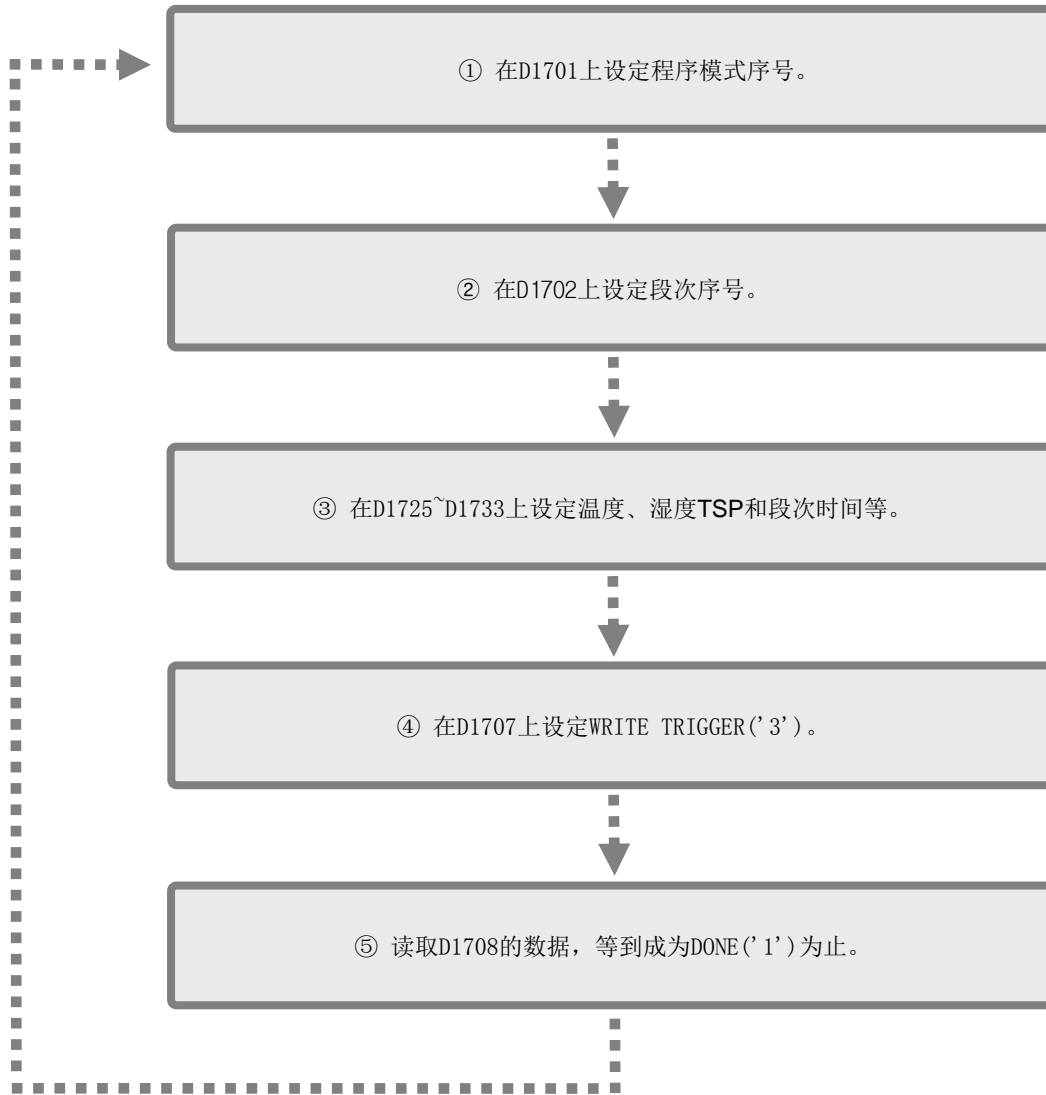 ① 在D1701上设定程序模式序号。
② 在D1702上设定段次序号。
③ 在D1725~D1733上设定温度、湿度TSP和段次时间等。
④ 在D1707上设定WRITE TRIGGER('3')。
⑤ 读取D1708的数据，等到成为DONE('1')为止。